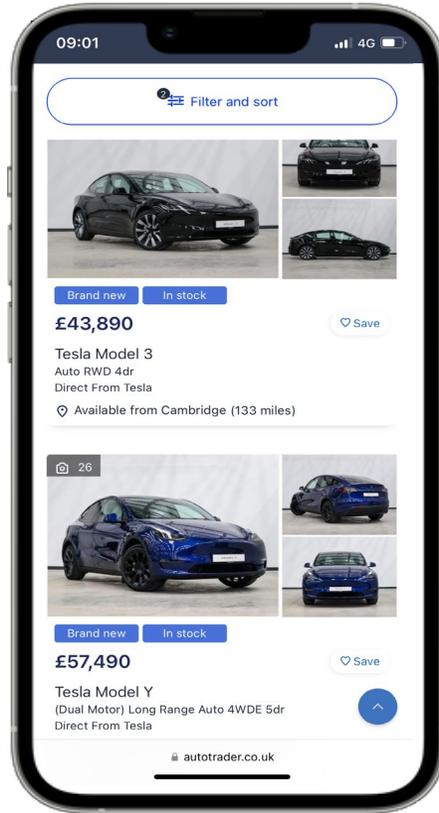 09:01
4G
2
Filter and sort
Brand new
In stock
£43,890
Save
Tesla Model 3
Auto RWD 4dr
Direct From Tesla
Available from Cambridge (133 miles)
26
Brand new
In stock
£57,490
Save
Tesla Model Y
(Dual Motor) Long Range Auto 4WDE 5dr
Direct From Tesla
autotrader.co.uk